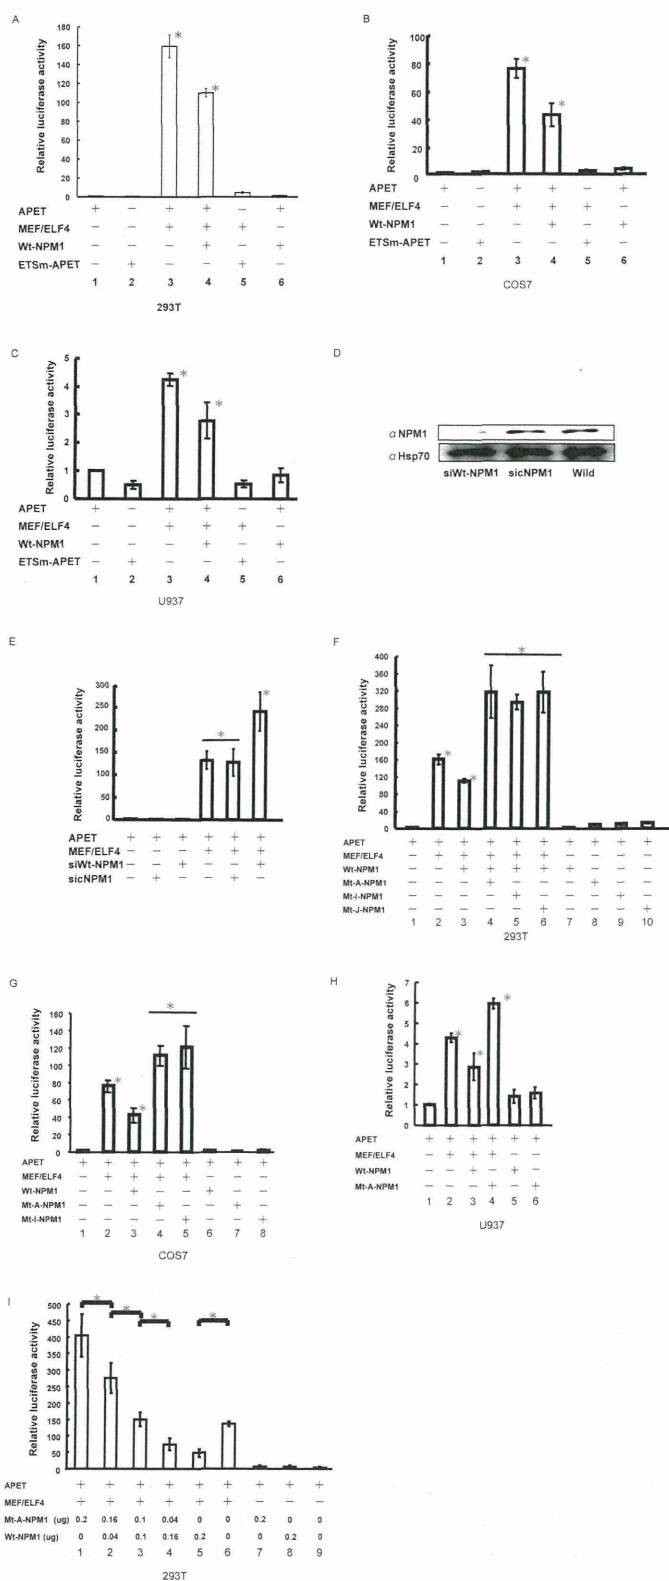 A
Relative luciferase activity
180
160
140
120
100
80
60
40
20
0
*
*
APET + − + + − +
MEF/ELF4 − − + + + −
Wt-NPM1 − − − + − +
ETSm-APET − + − − + −
1 2 3 4 5 6
293T
B
Relative luciferase activity
100
80
60
40
20
0
*
*
APET + − + + − +
MEF/ELF4 − − + + + −
Wt-NPM1 − − − + − +
ETSm-APET − + − − + −
1 2 3 4 5 6
COS7
C
Relative luciferase activity
5
4
3
2
1
0
*
*
APET + − + + − +
MEF/ELF4 − − + + + −
Wt-NPM1 − − − + − +
ETSm-APET − + − − + −
1 2 3 4 5 6
U937
D
α NPM1
α Hsp70
siWt-NPM1 sicNPM1 Wild
E
Relative luciferase activity
300
250
200
150
100
50
0
*
*
APET + + + + + +
MEF/ELF4 − − − + + +
siWt-NPM1 − − + − − +
sicNPM1 − + − − + −
F
Relative luciferase activity
400
360
320
280
240
200
160
120
80
40
0
*
*
*
APET + + + + + + + + + +
MEF/ELF4 − + + + + + − − − −
Wt-NPM1 − − + + + + + − − −
Mt-A-NPM1 − − − + − − − + − −
Mt-I-NPM1 − − − − + − − − + −
Mt-J-NPM1 − − − − − + − − − +
1 2 3 4 5 6 7 8 9 10
293T
G
Relative luciferase activity
160
140
120
100
80
60
40
20
0
*
*
*
APET + + + + + + + +
MEF/ELF4 − + + + + − − −
Wt-NPM1 − − + − − + − −
Mt-A-NPM1 − − − + − − + −
Mt-I-NPM1 − − − − + − − +
1 2 3 4 5 6 7 8
COS7
H
Relative luciferase activity
7
6
5
4
3
2
1
0
*
*
*
APET + + + + + +
MEF/ELF4 − + + + − −
Wt-NPM1 − − + − + −
Mt-A-NPM1 − − − + − +
1 2 3 4 5 6
U937
I
Relative luciferase activity
500
450
400
350
300
250
200
150
100
50
0
*
*
*
*
APET + + + + + + + + +
MEF/ELF4 + + + + + + − − −
Mt-A-NPM1 (ug) 0.2 0.16 0.1 0.04 0 0 0.2 0 0
Wt-NPM1 (ug) 0 0.04 0.1 0.16 0.2 0 0 0.2 0
1 2 3 4 5 6 7 8 9
293T